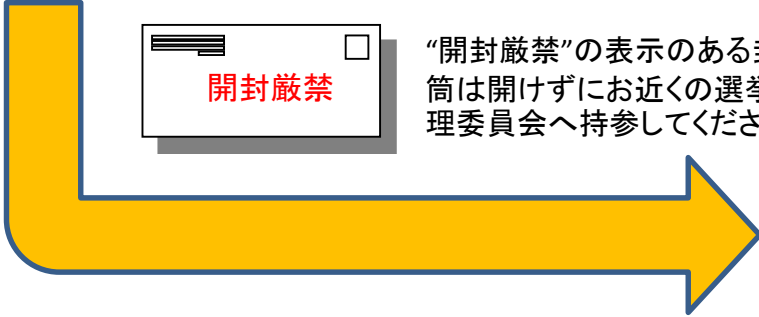 開封厳禁
“開封厳禁”の表示のある
筒は開けずにお近くの選
理委員会へ持参してくださ